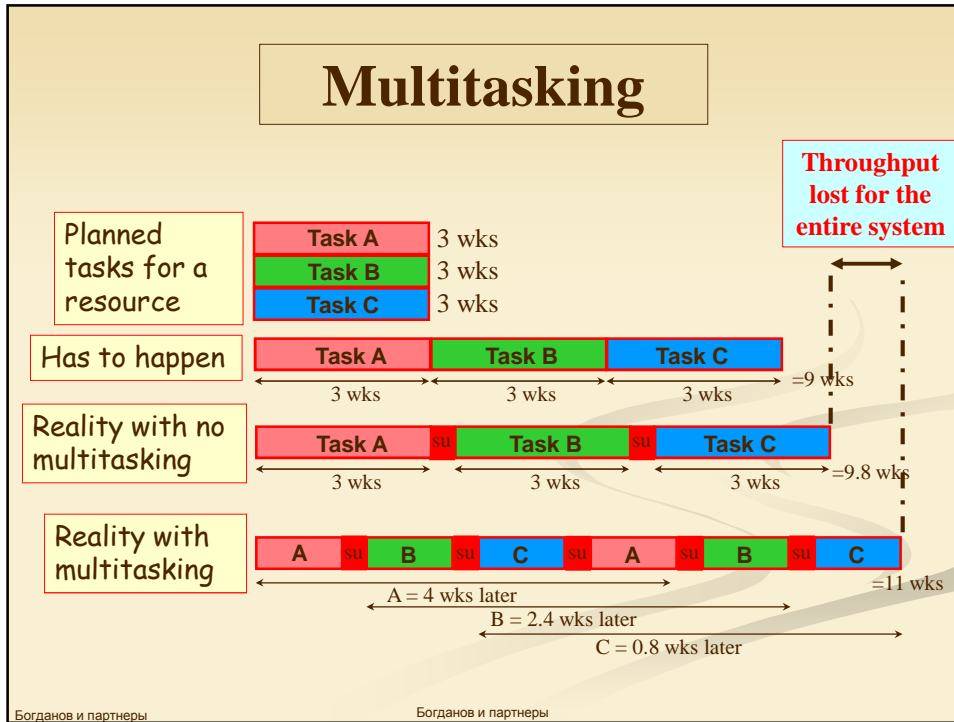 Multitasking
Throughput
lost for the
entire system
Planned
tasks for a
resource
Task A
3 wks
Task B
3 wks
Task C
3 wks
Has to happen
Task A
Task B
Task C
3 wks
3 wks
3 wks
=9 wks
Reality with no
multitasking
Task A
su
Task B
su
Task C
3 wks
3 wks
3 wks
=9.8 wks
Reality with
multitasking
A
su
B
su
C
su
A
su
B
su
C
=11 wks
A = 4 wks later
B = 2.4 wks later
C = 0.8 wks later
Богданов и партнеры
Богданов и партнеры